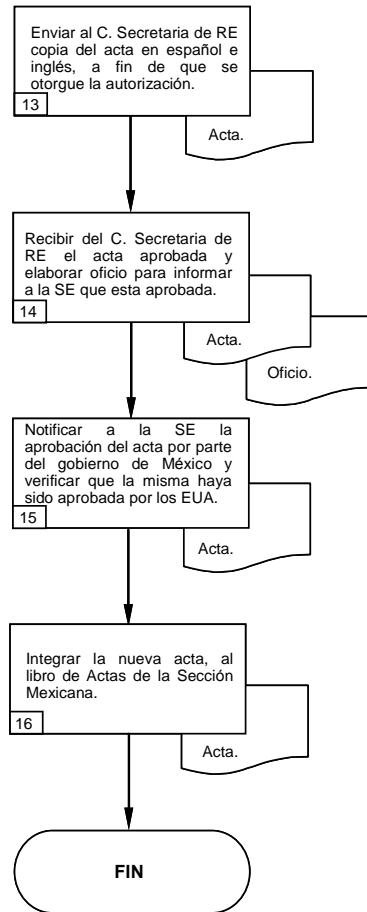 Enviar al C. Secretaria de RE
copia del acta en español e
inglés, a fin de que se
otorgue la autorización.
13
Acta.
Recibir del C. Secretaria de
RE el acta aprobada y
elaborar oficio para informar
a la SE que esta aprobada.
14
Acta.
Oficio.
Notificar a la SE la
aprobación del acta por parte
del gobierno de México y
verificar que la misma haya
sido aprobada por los EUA.
15
Acta.
Integrar la nueva acta, al
libro de Actas de la Sección
Mexicana.
16
Acta.
FIN